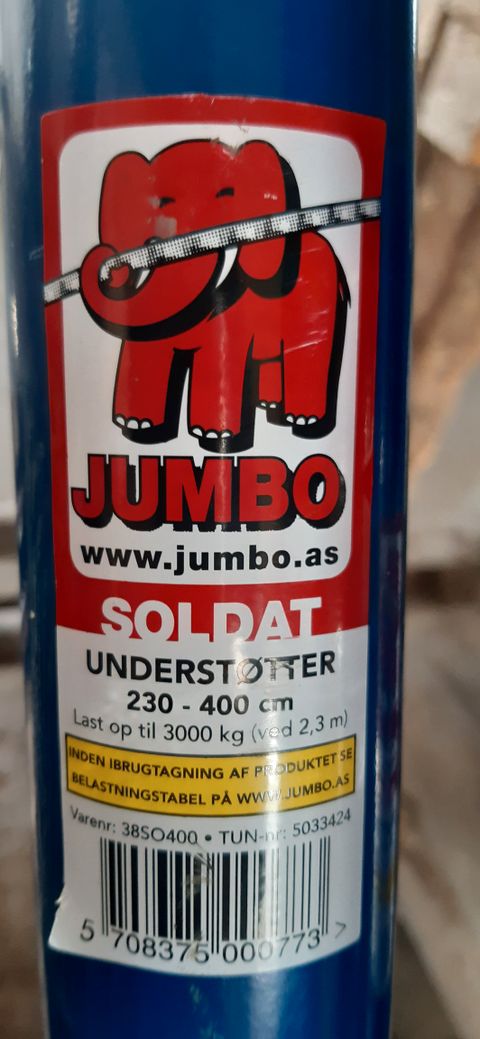 JUMBO
www.jumbo.as
SOLDAT
UNDERSTØTTER
230 - 400 cm
Last op til 3000 kg (ved 2,3 m)
INDEN IBRUGTAGNING AF PRODUKTET SE
BELASTNINGSTABEL PÅ WWW.JUMBO.AS
Varenr: 38SO400 • TUN-nr: 5033424
5 708375 000773 >